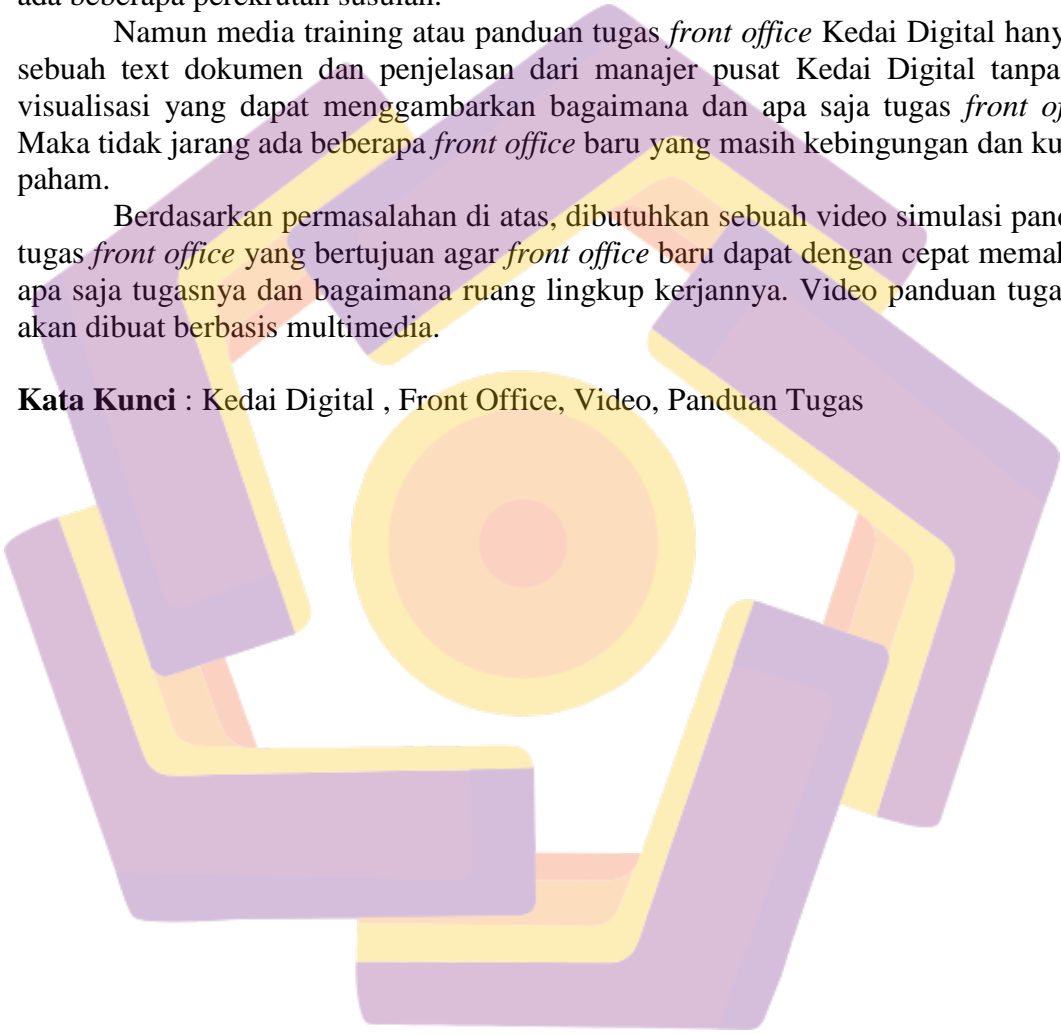 ada beberapa perekrutan susulan.
Namun media training atau panduan tugas front office Kedai Digital hany
sebuah text dokumen dan penjelasan dari manajer pusat Kedai Digital tanpa
visualisasi yang dapat menggambarkan bagaimana dan apa saja tugas front of
Maka tidak jarang ada beberapa front office baru yang masih kebingungan dan ku
paham.
Berdasarkan permasalahan di atas, dibutuhkan sebuah video simulasi pan
tugas front office yang bertujuan agar front office baru dapat dengan cepat mema
apa saja tugasnya dan bagaimana ruang lingkup kerjannya. Video panduan tuga
akan dibuat berbasis multimedia.
Kata Kunci : Kedai Digital , Front Office, Video, Panduan Tugas